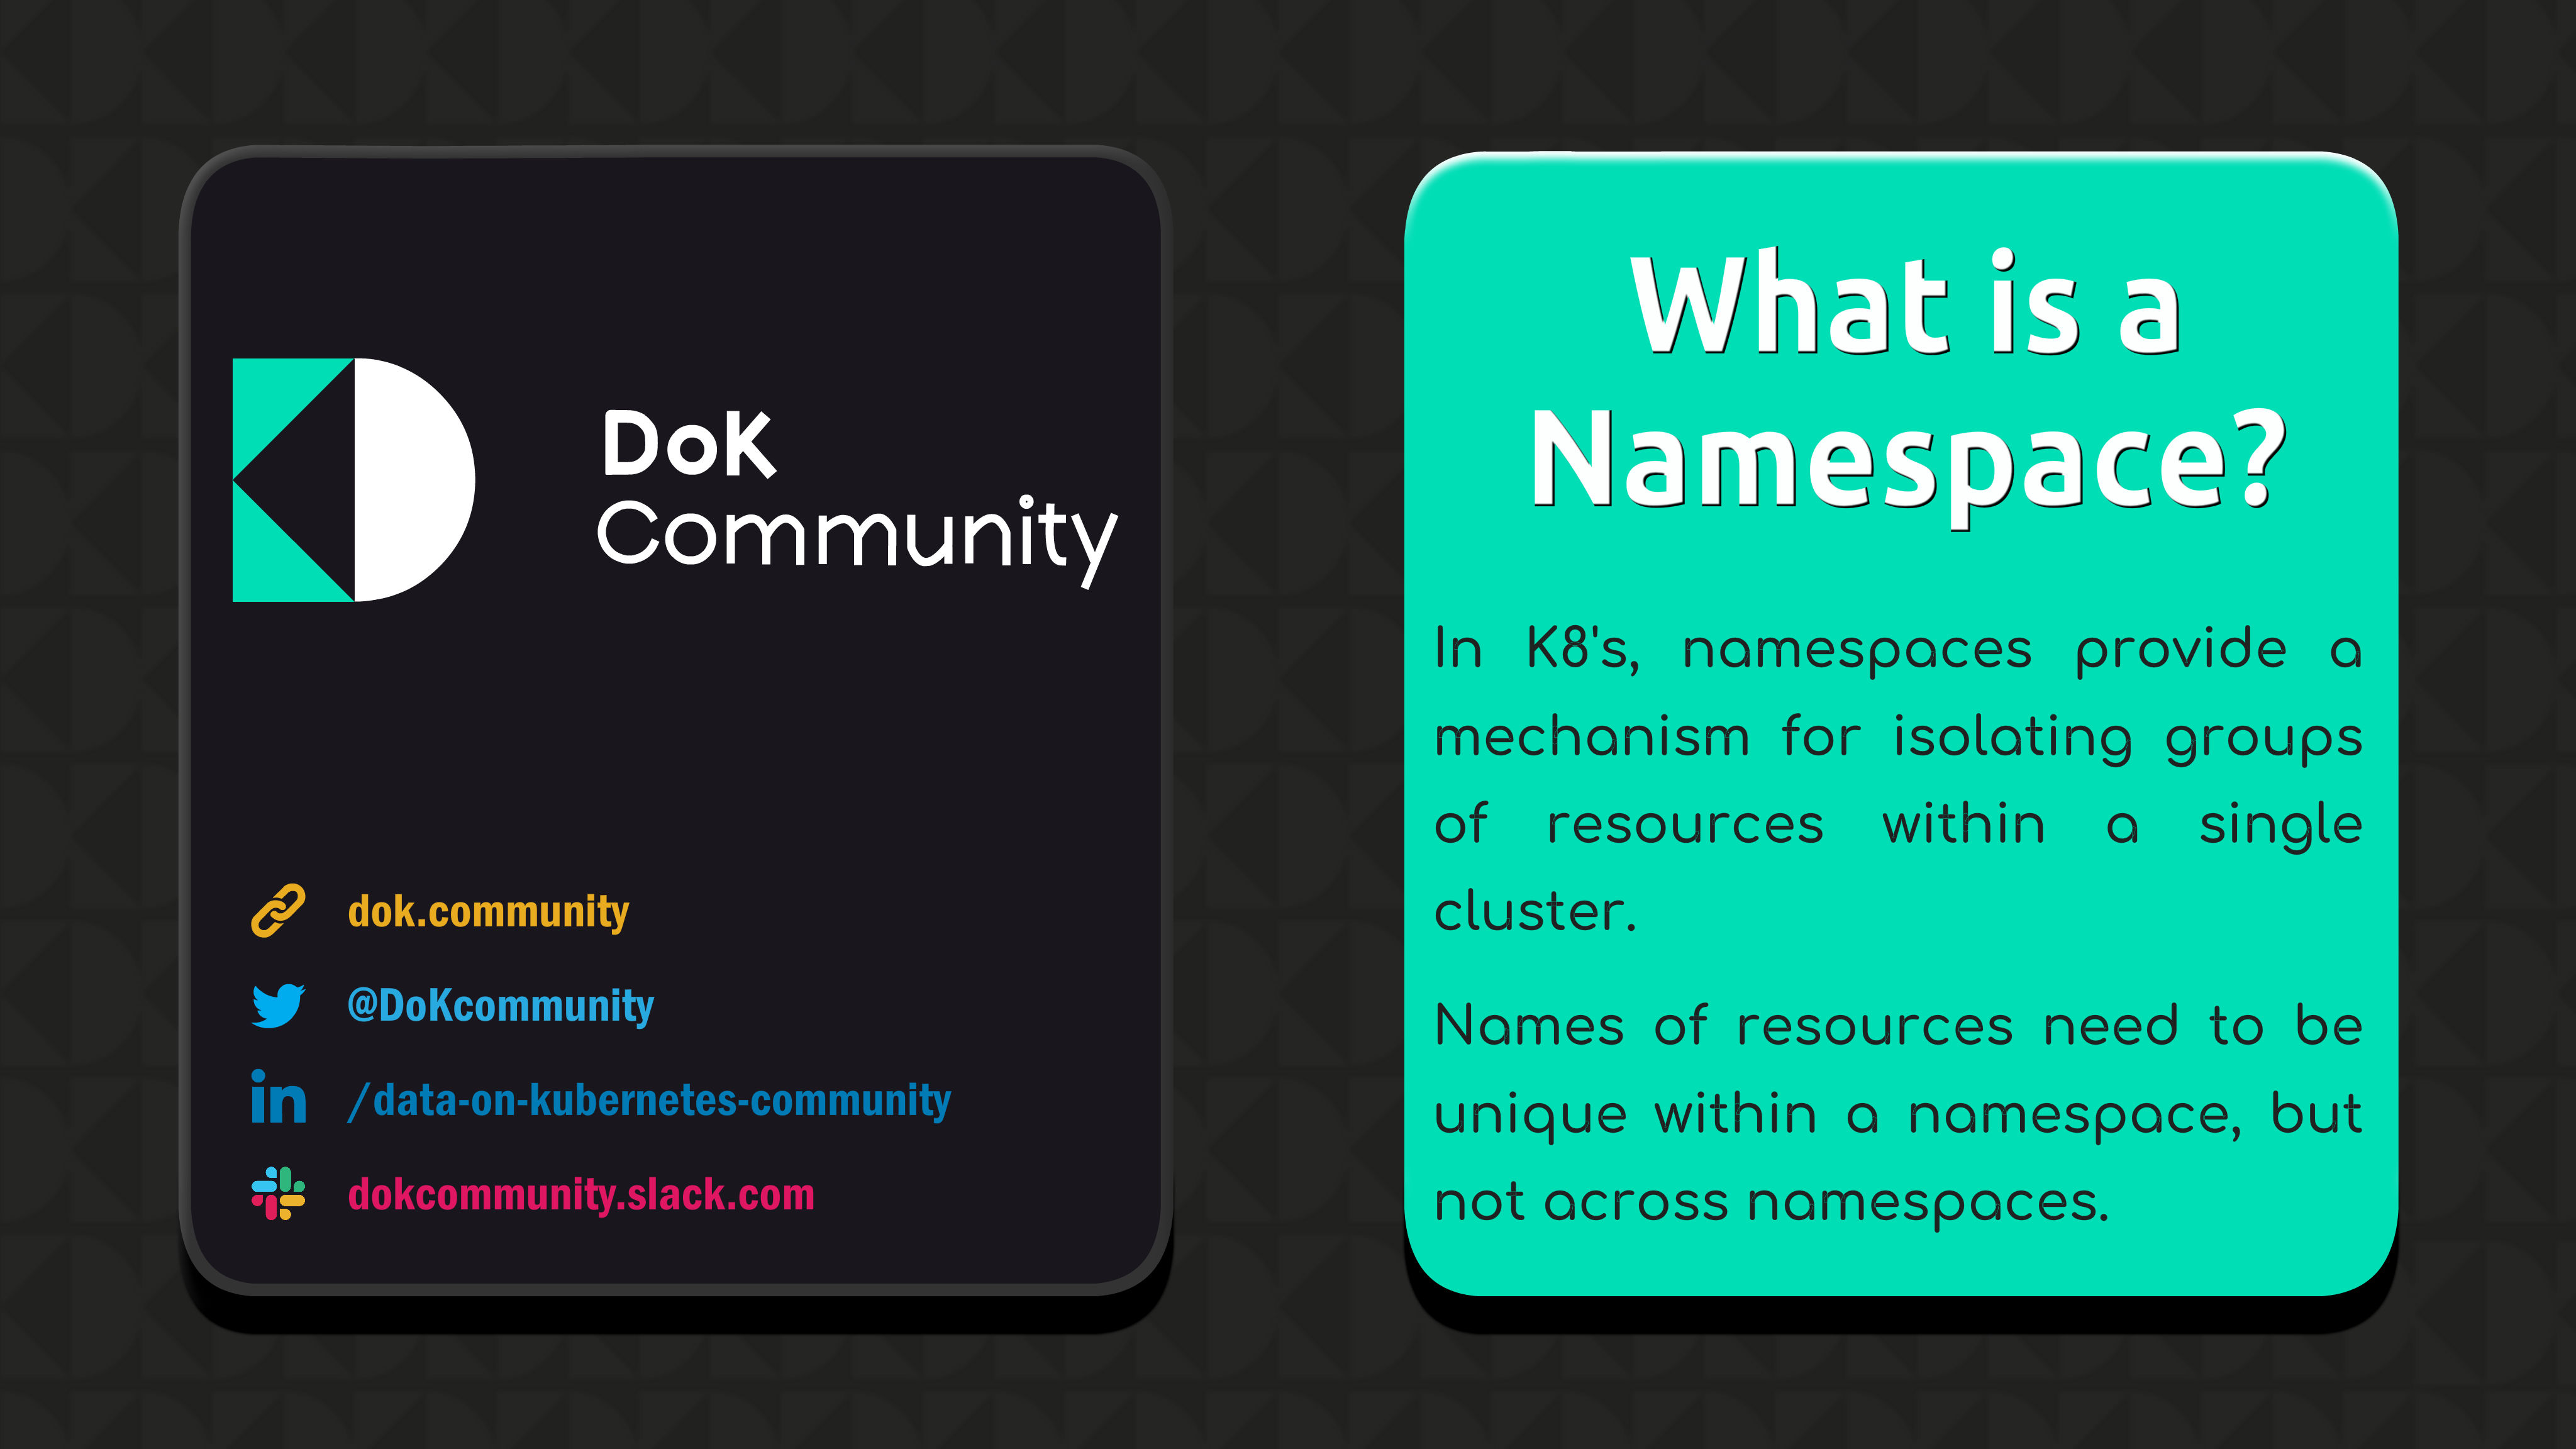 DoK
Community
dok.community
@DoKcommunity
/data-on-kubernetes-community
dokcommunity.slack.com
What is a
Namespace?
In K8's, namespaces provide a
mechanism for isolating groups
of resources within a single
cluster.
Names of resources need to be
unique within a namespace, but
not across namespaces.